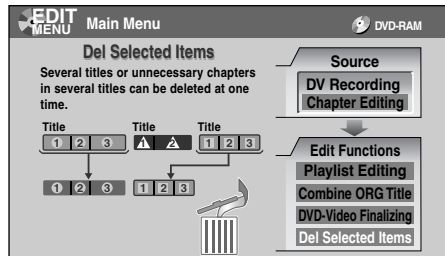 EDIT
MENU Main Menu DVD-RAM
Del Selected Items
Several titles or unnecessary chapters
in several titles can be deleted at one
time.
Title Title Title
1 2 3 1 2 1 2 3
1 2 3 1 2 3
Source
DV Recording
Chapter Editing
Edit Functions
Playlist Editing
Combine ORG Title
DVD-Video Finalizing
Del Selected Items